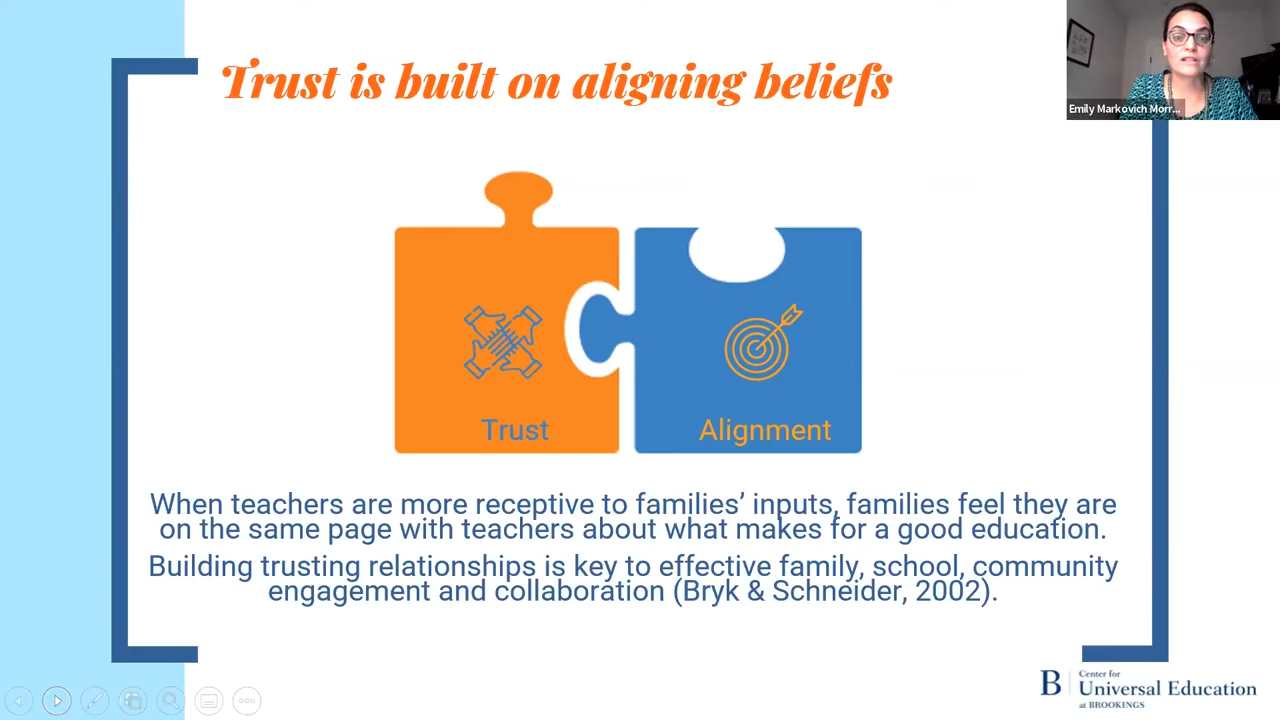 Trust is built on aligning beliefs
Emily Markovich Morr...
Trust
Alignment
When teachers are more receptive to families’ inputs, families feel they are
on the same page with teachers about what makes for a good education.
Building trusting relationships is key to effective family, school, community
engagement and collaboration (Bryk & Schneider, 2002).
B
Center for
Universal Education
at BROOKINGS